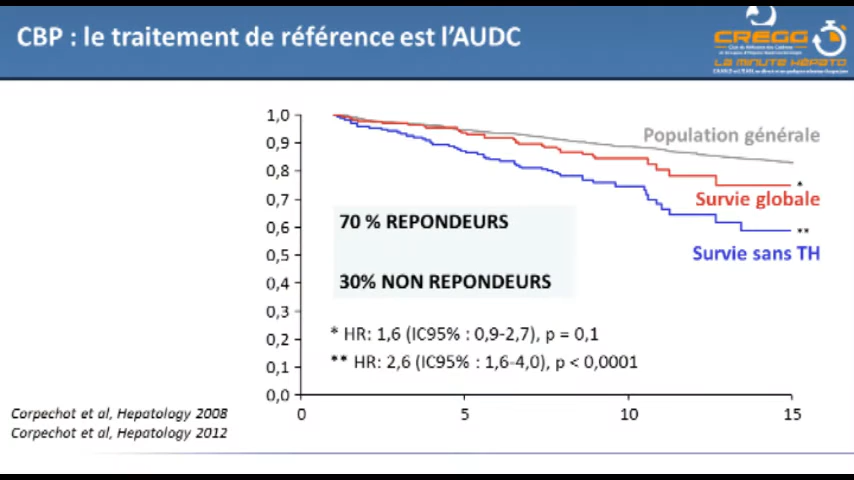 CBP : le traitement de référence est l'AUDC
CREGG
LA MINUTE HÉPATO
1,0
0,9
0,8
0,7
0,6
0,5
0,4
0,3
0,2
0,1
0,0
0
5
10
15
Population générale
*
Survie globale
**
Survie sans TH
70 % REPONDEURS
30% NON REPONDEURS
* HR: 1,6 (IC95% : 0,9-2,7), p = 0,1
** HR: 2,6 (IC95% : 1,6-4,0), p < 0,0001
Corpechot et al, Hepatology 2008
Corpechot et al, Hepatology 2012